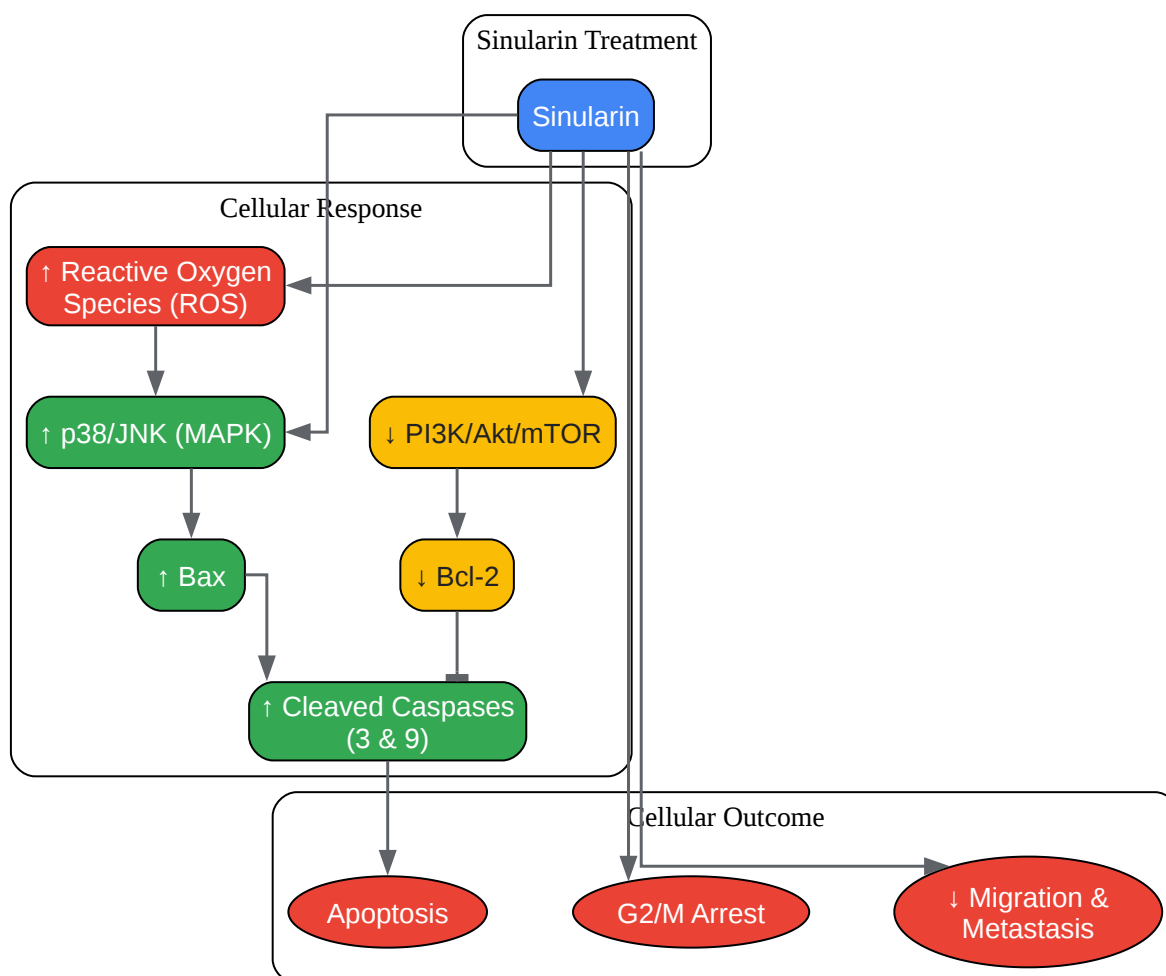 Sinularin Treatment
Sinularin
Cellular Response
↑ Reactive Oxygen
Species (ROS)
↑ p38/JNK (MAPK)
↓ PI3K/Akt/mTOR
↑ Bax
↓ Bcl-2
↑ Cleaved Caspases
(3 & 9)
Cellular Outcome
Apoptosis
G2/M Arrest
↓ Migration &
Metastasis